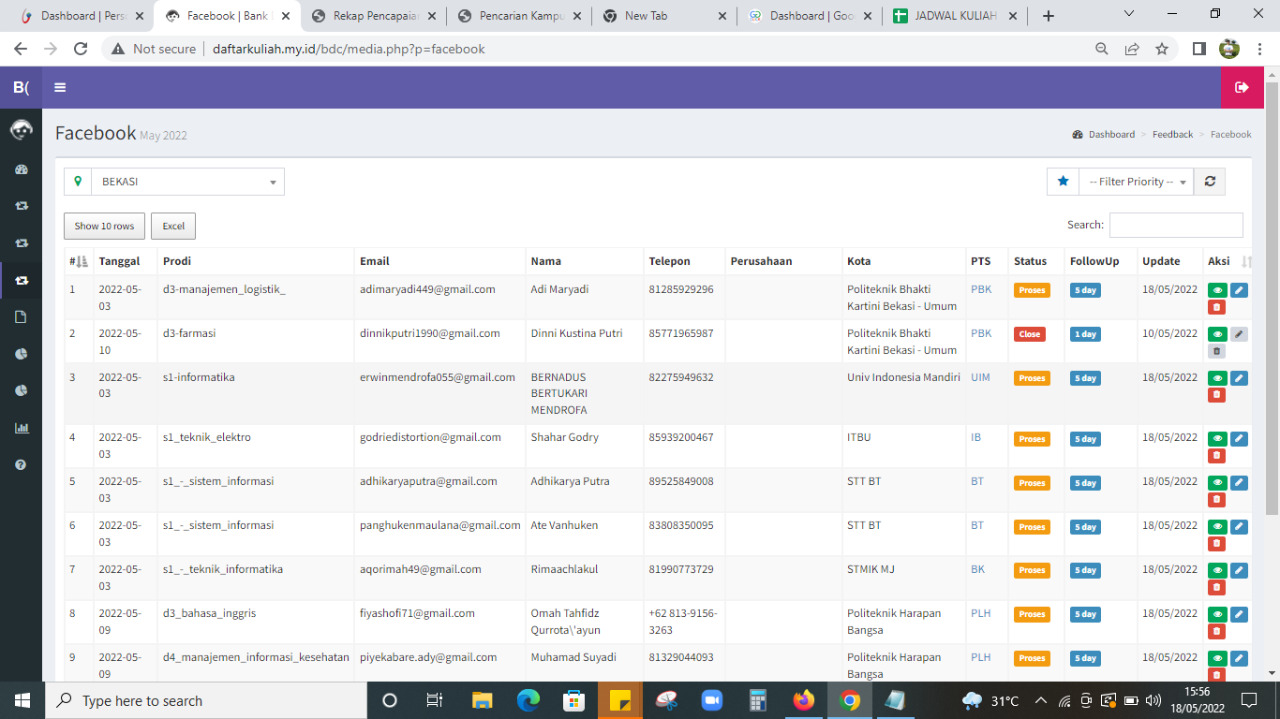 Dashboard | Perso
Facebook | Bank
Rekap Pencapaian
Pencarian Kampu
New Tab
Dashboard | Goo
JADWAL KULIAH
Not secure
daftarkuliah.my.id/bdc/media.php?p=facebook
B(
Facebook May 2022
Dashboard > Feedback > Facebook
BEKASI
-- Filter Priority --
Show 10 rows
Excel
Search:
# Tanggal Prodi Email Nama Telepon Perusahaan Kota PTS Status FollowUp Update Aksi
1 2022-05- d3-manajemen_logistik_ adimaryadi449@gmail.com Adi Maryadi 81285929296 Politeknik Bhakti PBK Proses 5 day 18/05/2022
03 Kartini Bekasi - Umum
2 2022-05- d3-farmasi dinnikputri1990@gmail.com Dinni Kustina Putri 85771965987 Politeknik Bhakti PBK Close 1 day 10/05/2022
10 Kartini Bekasi - Umum
3 2022-05- s1-informatika erwinmendrofa055@gmail.com BERNADUS 82275949632 Univ Indonesia Mandiri UIM Proses 5 day 18/05/2022
03 BERTUKARI
MENDROFA
4 2022-05- s1_teknik_elektro godriedistortion@gmail.com Shahar Godry 85939200467 ITBU IB Proses 5 day 18/05/2022
03
5 2022-05- s1_-_sistem_informasi adhikaryaputra@gmail.com Adhikarya Putra 89525849008 STT BT BT Proses 5 day 18/05/2022
03
6 2022-05- s1_-_sistem_informasi panghukenmaulana@gmail.com Ate Vanhuken 83808350095 STT BT BT Proses 5 day 18/05/2022
03
7 2022-05- s1_-_teknik_informatika aqorimah49@gmail.com Rimaachlakul 81990773729 STMIK MJ BK Proses 5 day 18/05/2022
03
8 2022-05- d3_bahasa_inggris fiyashofi71@gmail.com Omah Tahfidz +62 813-9156- Politeknik Harapan PLH Proses 5 day 18/05/2022
09 Qurrota\'ayun 3263 Bangsa
9 2022-05- d4_manajemen_informasi_kesehatan piyekabare.ady@gmail.com Muhamad Suyadi 81329044093 Politeknik Harapan PLH Proses 5 day 18/05/2022
09 Bangsa
Type here to search
31°C
15:56
18/05/2022